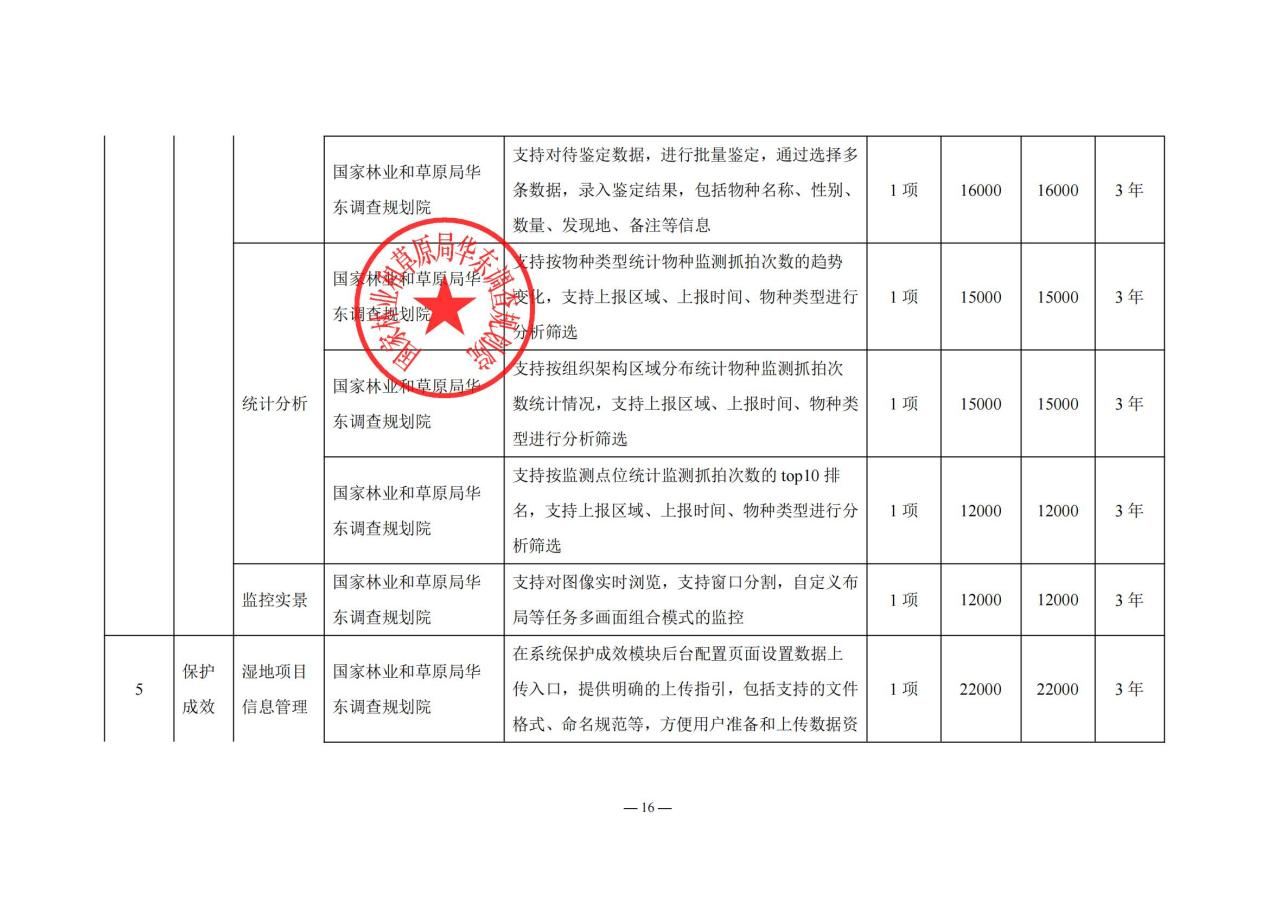 国家林业和草原局华
东调查规划院
支持对待鉴定数据，进行批量鉴定，通过选择多
条数据，录入鉴定结果，包括物种名称、性别、
数量、发现地、备注等信息
1 项
16000
16000
3 年
统计分析
国家林业和草原局华
东调查规划院
支持按物种类型统计物种监测抓拍次数的趋势
变化，支持上报区域、上报时间、物种类型进行
分析筛选
1 项
15000
15000
3 年
国家林业和草原局华东调查规划院
国家林业和草原局华
东调查规划院
支持按组织架构区域分布统计物种监测抓拍次
数统计情况，支持上报区域、上报时间、物种类
型进行分析筛选
1 项
15000
15000
3 年
国家林业和草原局华
东调查规划院
支持按监测点位统计监测抓拍次数的 top10 排
名，支持上报区域、上报时间、物种类型进行分
析筛选
1 项
12000
12000
3 年
监控实景
国家林业和草原局华
东调查规划院
支持对图像实时浏览，支持窗口分割，自定义布
局等任务多画面组合模式的监控
1 项
12000
12000
3 年
5
保护
成效
湿地项目
信息管理
国家林业和草原局华
东调查规划院
在系统保护成效模块后台配置页面设置数据上
传入口，提供明确的上传指引，包括支持的文件
格式、命名规范等，方便用户准备和上传数据资
1 项
22000
22000
3 年
— 16 —